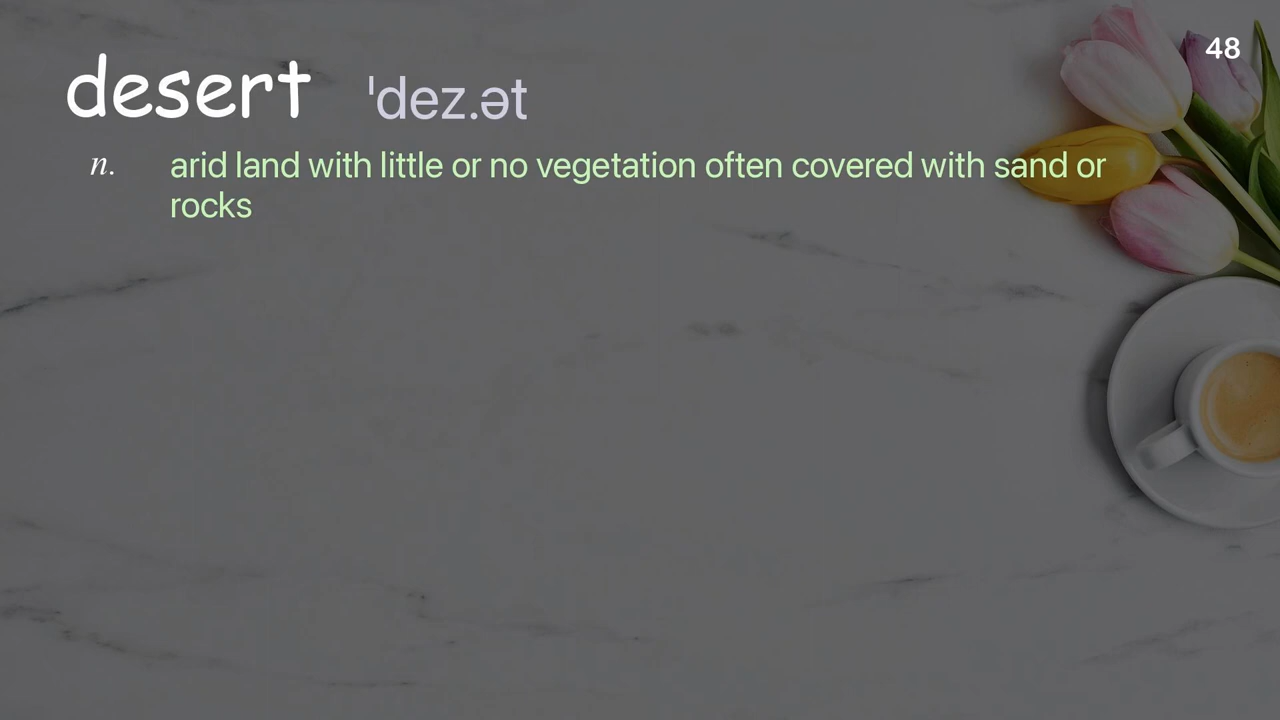 48
desert ˈdez.ət
n. arid land with little or no vegetation often covered with sand or
rocks